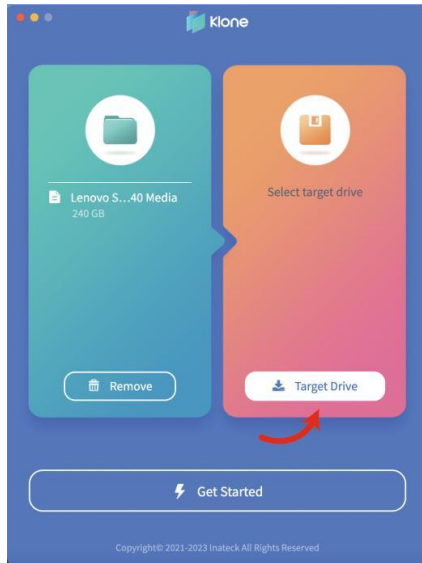 Klone
Lenovo S...40 Media
240 GB
Remove
Select target drive
Target Drive
Get Started
Copyright© 2021-2023 Inateck All Rights Reserved